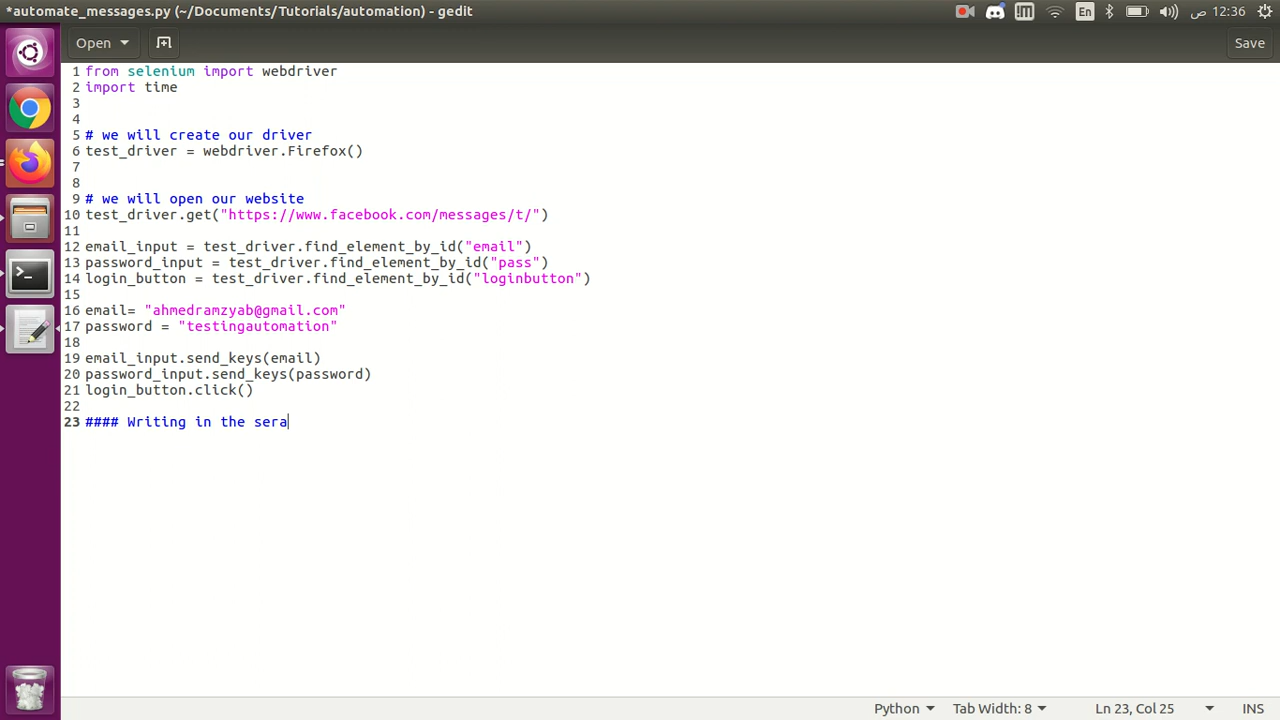 *automate_messages.py (~/Documents/Tutorials/automation) - gedit
En
12:36 ص
Open
Save
1 from selenium import webdriver
2 import time
3
4
5 # we will create our driver
6 test_driver = webdriver.Firefox()
7
8
9 # we will open our website
10 test_driver.get("https://www.facebook.com/messages/t/")
11
12 email_input = test_driver.find_element_by_id("email")
13 password_input = test_driver.find_element_by_id("pass")
14 login_button = test_driver.find_element_by_id("loginbutton")
15
16 email= "ahmedramzyab@gmail.com"
17 password = "testingautomation"
18
19 email_input.send_keys(email)
20 password_input.send_keys(password)
21 login_button.click()
22
23 #### Writing in the sera
Python
Tab Width: 8
Ln 23, Col 25
INS